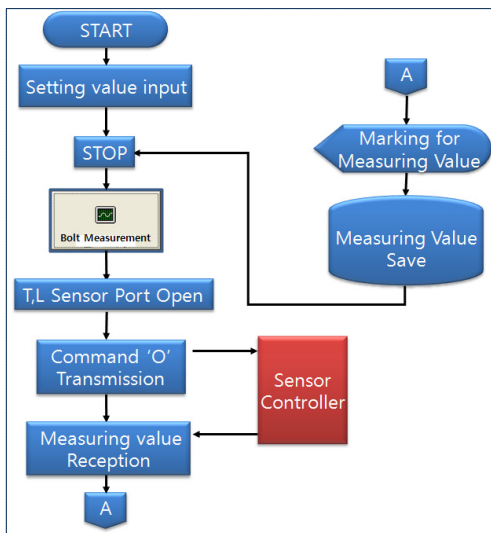 START
Setting value input
STOP
Bolt Measurement
T,L Sensor Port Open
Command ‘O’
Transmission
Sensor
Controller
Measuring value
Reception
A
A
Marking for
Measuring Value
Measuring Value
Save